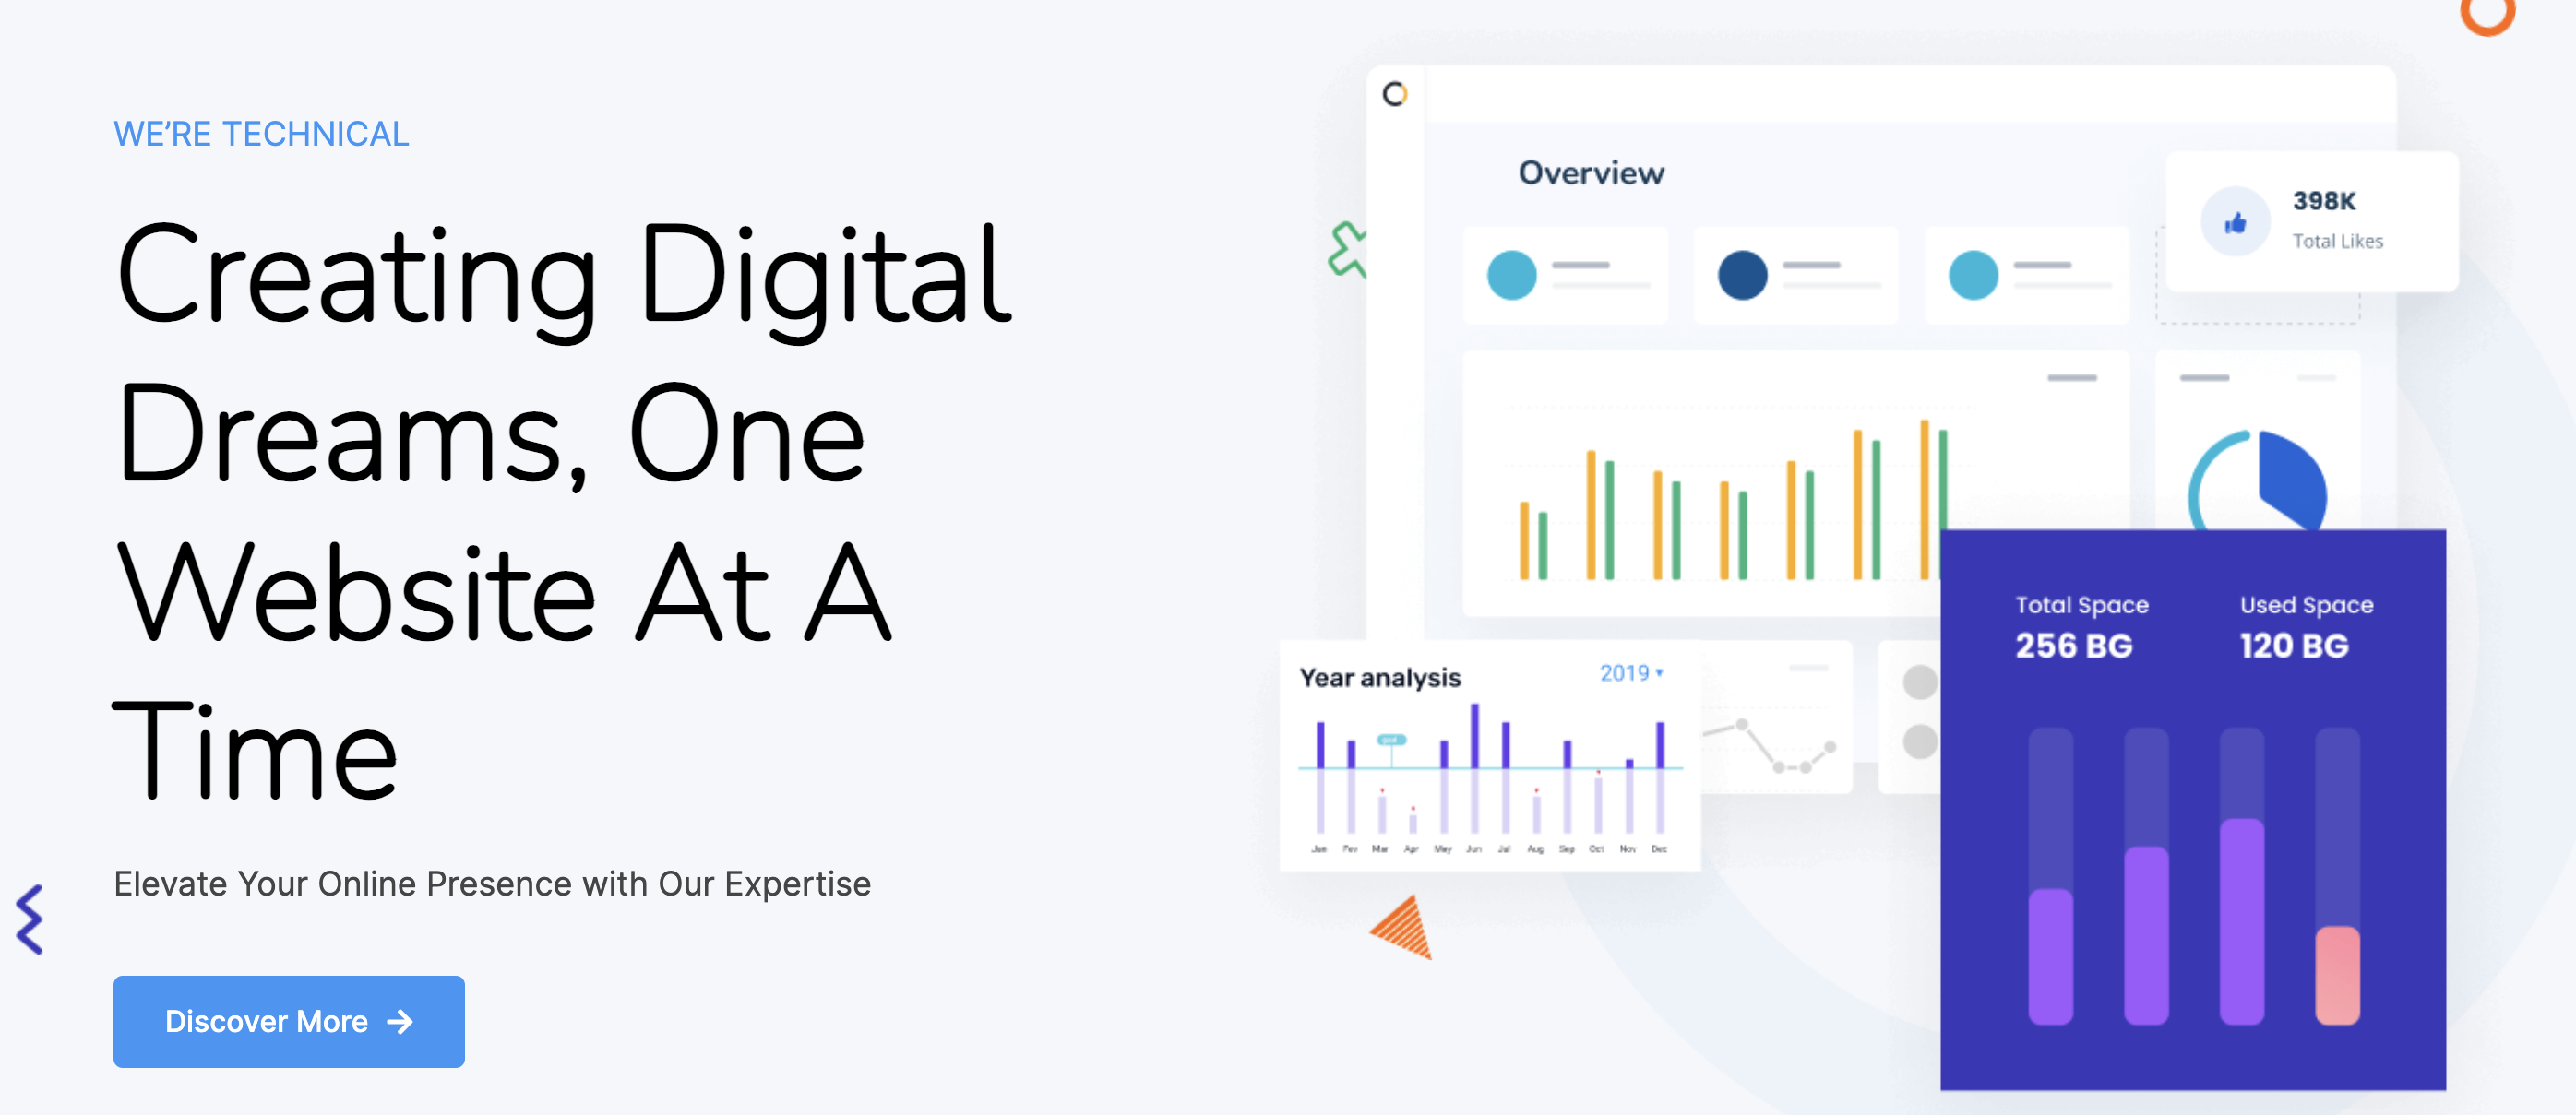 WE'RE TECHNICAL
Creating Digital
Dreams, One
Website At A
Time
Elevate Your Online Presence with Our Expertise
Discover More
Overview
398K
Total Likes
Total Space
256 BG
Used Space
120 BG
Year analysis
2019
Jan Fev Mar Apr May Jun Jul Aug Sep Oct Nov Dec